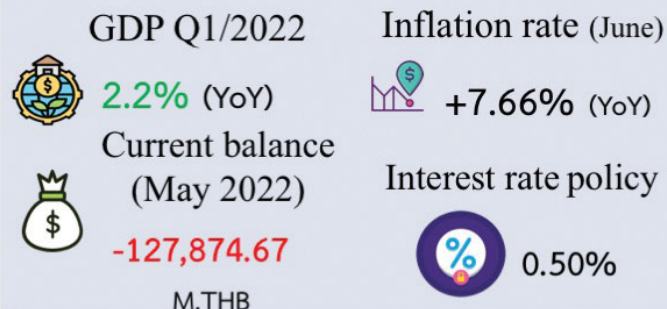 GDP Q1/2022
2.2% (YoY)
Current balance
(May 2022)
-127,874.67
M.THB
Inflation rate (June)
+7.66% (YoY)
Interest rate policy
0.50%